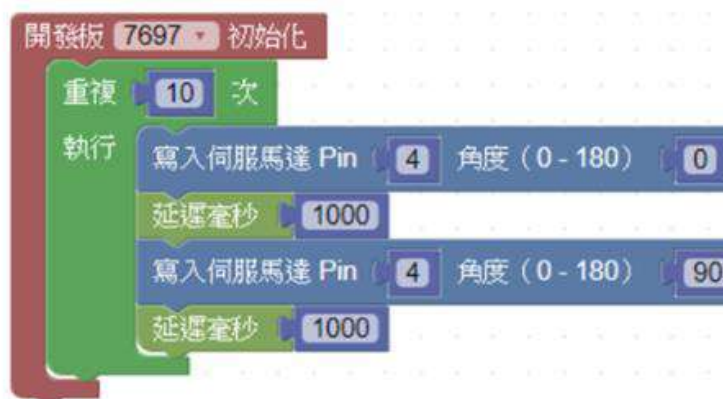 開發板 7697 初始化
重複 10 次
執行 寫入伺服馬達 Pin 4 角度（0 - 180） 0
延遲毫秒 1000
寫入伺服馬達 Pin 4 角度（0 - 180） 90
延遲毫秒 1000